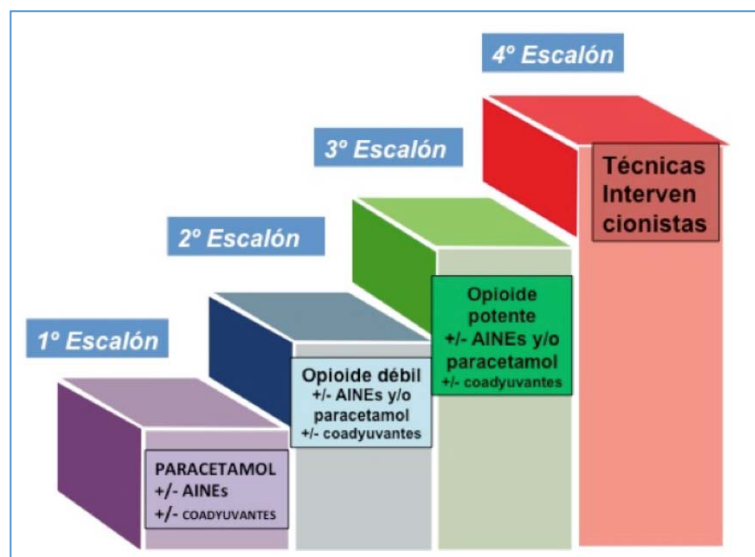 4º Escalón
Técnicas
Interven
cionistas
3º Escalón
Opioide
potente
+/- AINEs y/o
paracetamol
+/- coadyuvantes
2º Escalón
Opioide débil
+/- AINEs y/o
paracetamol
+/- coadyuvantes
1º Escalón
PARACETAMOL
+/- AINEs
+/- COADYUVANTES